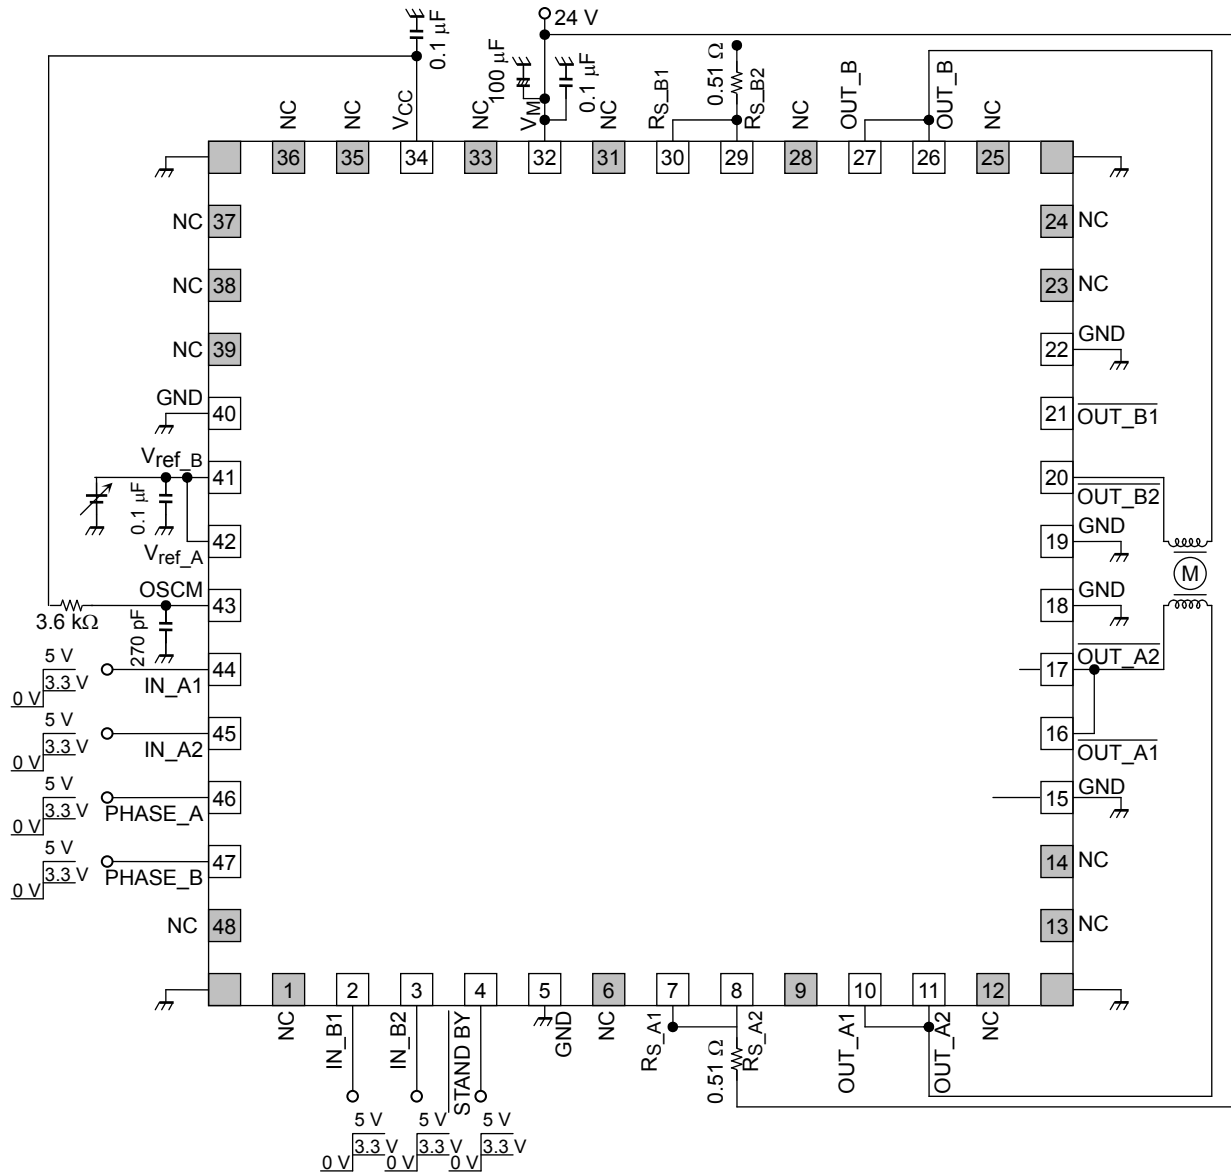 24 V
0.1 µF
100 µF
0.1 µF
0.51 Ω
NC
NC
VCC
NC
VM
NC
RS_B1
RS_B2
NC
OUT_B
OUT_B
NC
36
35
34
33
32
31
30
29
28
27
26
25
NC 37
24 NC
NC 38
23 NC
NC 39
22 GND
GND 40
21 OUT_B1
Vref_B 41
20 OUT_B2
0.1 µF
Vref_A 42
19 GND
M
OSCM 43
3.6 kΩ
270 pF
18 GND
5 V
3.3 V
0 V
IN_A1 44
17 OUT_A2
5 V
3.3 V
0 V
IN_A2 45
16 OUT_A1
5 V
3.3 V
0 V
PHASE_A 46
15 GND
5 V
3.3 V
0 V
PHASE_B 47
14 NC
NC 48
13 NC
1
2
3
4
5
6
7
8
9
10
11
12
NC
IN_B1
IN_B2
STAND BY
GND
NC
RS_A1
0.51 Ω
RS_A2
OUT_A1
OUT_A2
NC
5 V
3.3 V
0 V
5 V
3.3 V
0 V
5 V
3.3 V
0 V